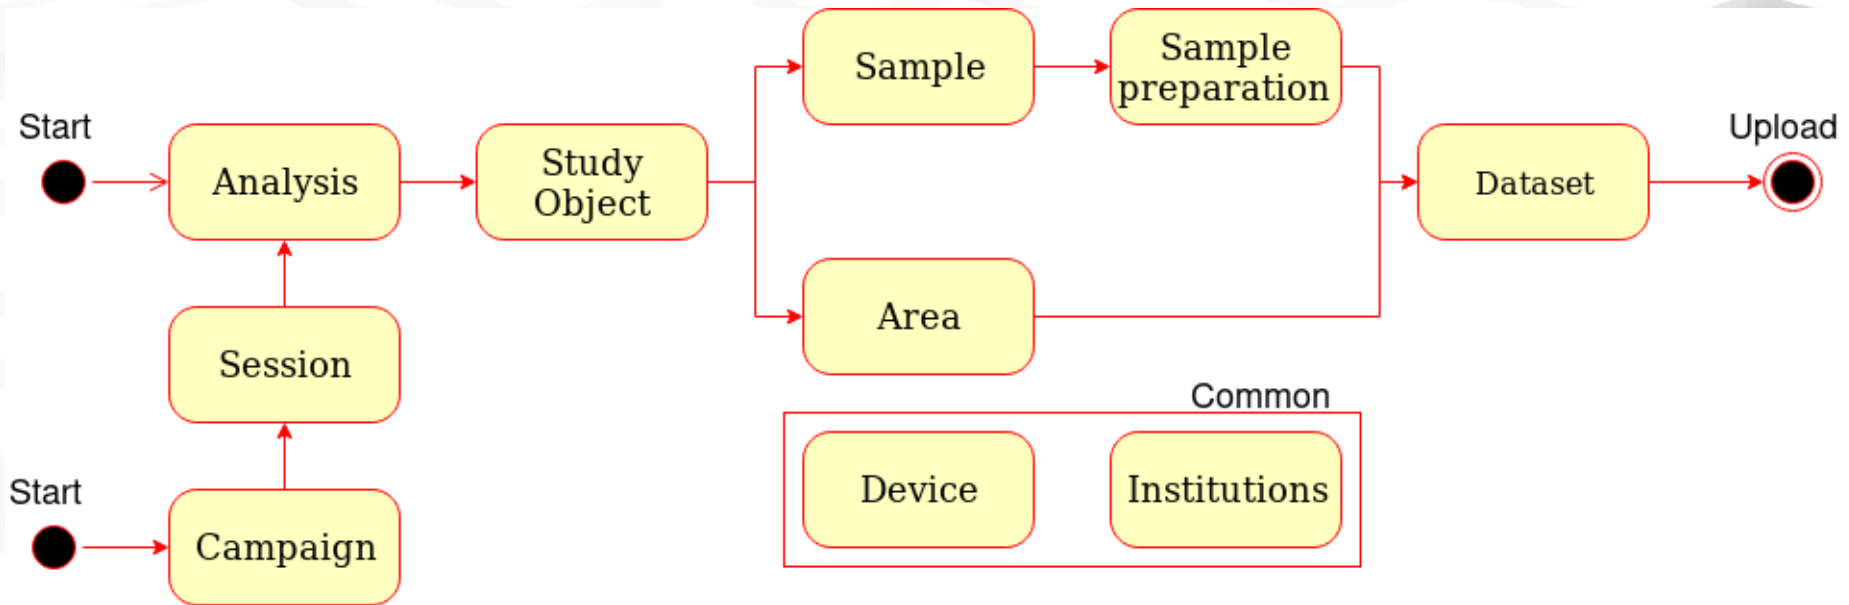 Start
Analysis
Study
Object
Sample
Sample
preparation
Dataset
Upload
Session
Area
Common
Device
Institutions
Start
Campaign